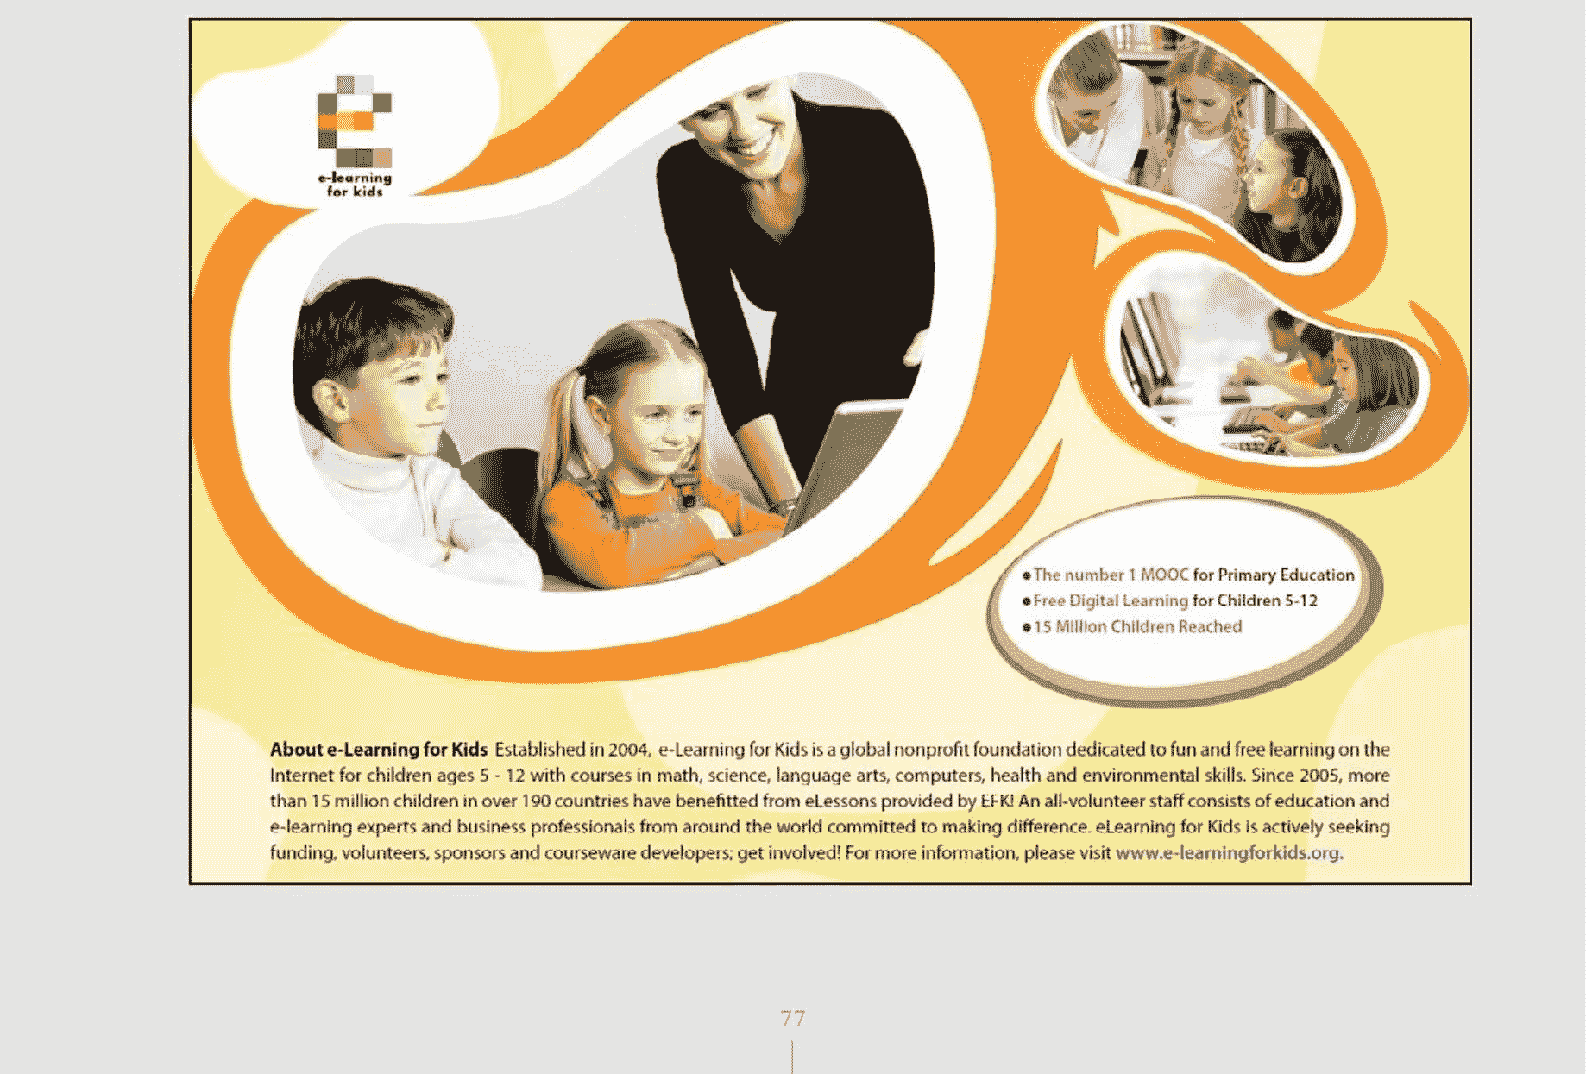 e-learning
for kids
• The number 1 MOOC for Primary Education
• Free Digital Learning for Children 5-12
• 15 Million Children Reached
About e-Learning for Kids Established in 2004, e-Learning for Kids is a global nonprofit foundation dedicated to fun and free learning on the
Internet for children ages 5 - 12 with courses in math, science, language arts, computers, health and environmental skills. Since 2005, more
than 15 million children in over 190 countries have benefitted from eLessons provided by EFK! An all-volunteer staff consists of education and
e-learning experts and business professionals from around the world committed to making difference. eLearning for Kids is actively seeking
funding, volunteers, sponsors and courseware developers; get involved! For more information, please visit www.e-learningforkids.org.
77